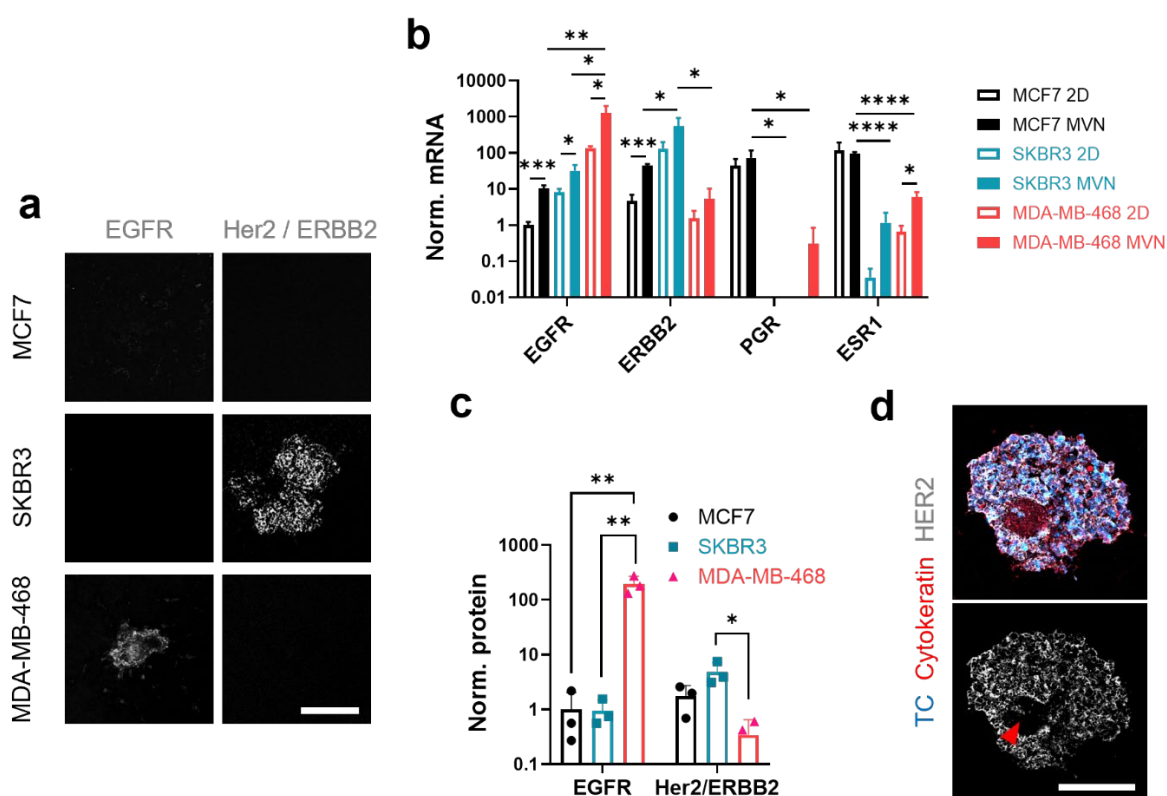 a
EGFR Her2 / ERBB2
MCF7
SKBR3
MDA-MB-468
b
** * * * *** * *** * * * **** **** *
Norm. mRNA
10000
1000
100
10
1
0.1
0.01
EGFR ERBB2 PGR ESR1
MCF7 2D
MCF7 MVN
SKBR3 2D
SKBR3 MVN
MDA-MB-468 2D
MDA-MB-468 MVN
c
**
**
*
MCF7
SKBR3
MDA-MB-468
Norm. protein
1000
100
10
1
0.1
EGFR Her2/ERBB2
d
TC Cytokeratin HER2